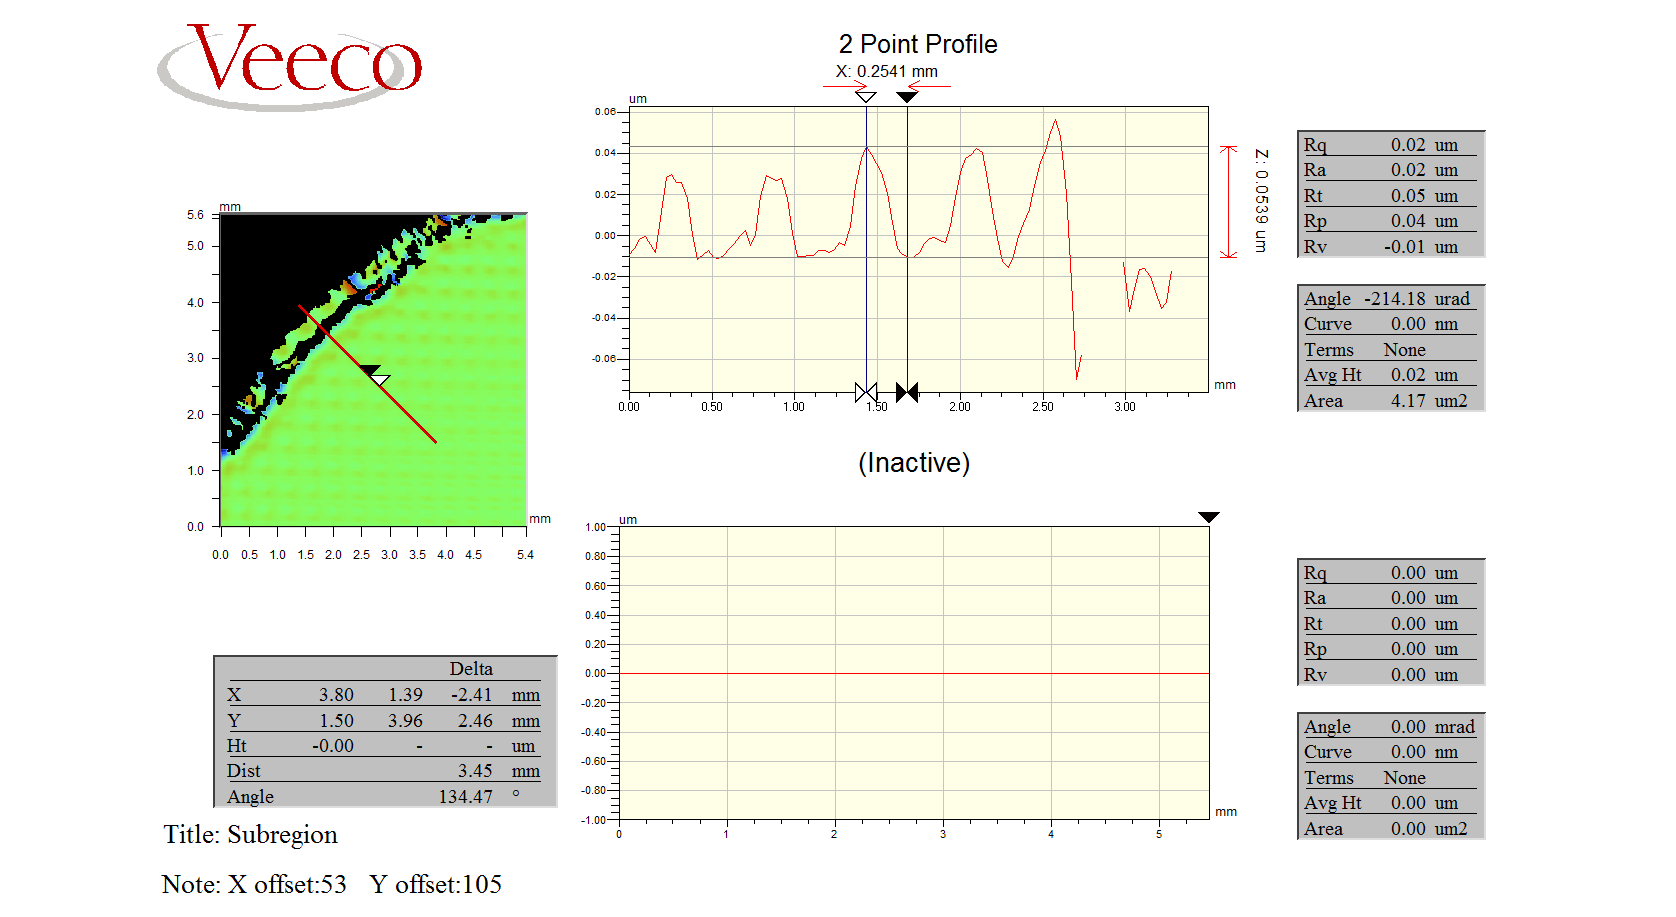 Veeco
2 Point Profile
X: 0.2541 mm
um
0.06
0.04
0.02
0.00
-0.02
-0.04
-0.06
0.00 0.50 1.00 1.50 2.00 2.50 3.00
mm
Z: 0.0539 um
Rq 0.02 um
Ra 0.02 um
Rt 0.05 um
Rp 0.04 um
Rv -0.01 um
Angle -214.18 urad
Curve 0.00 nm
Terms None
Avg Ht 0.02 um
Area 4.17 um2
mm
5.6
5.0
4.0
3.0
2.0
1.0
0.0
mm
0.0 0.5 1.0 1.5 2.0 2.5 3.0 3.5 4.0 4.5 5.4
(Inactive)
um
1.00
0.80
0.60
0.40
0.20
0.00
-0.20
-0.40
-0.60
-0.80
-1.00
mm
0 1 2 3 4 5
Rq 0.00 um
Ra 0.00 um
Rt 0.00 um
Rp 0.00 um
Rv 0.00 um
Angle 0.00 mrad
Curve 0.00 nm
Terms None
Avg Ht 0.00 um
Area 0.00 um2
Delta
X 3.80 1.39 -2.41 mm
Y 1.50 3.96 2.46 mm
Ht -0.00 - - um
Dist 3.45 mm
Angle 134.47 °
Title: Subregion
Note: X offset:53 Y offset:105